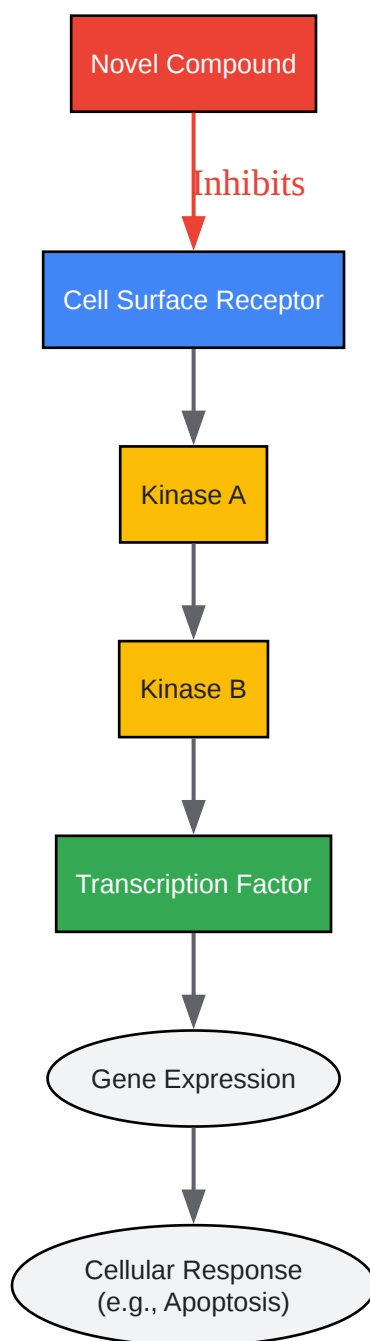 Novel Compound
Inhibits
Cell Surface Receptor
Kinase A
Kinase B
Transcription Factor
Gene Expression
Cellular Response
(e.g., Apoptosis)